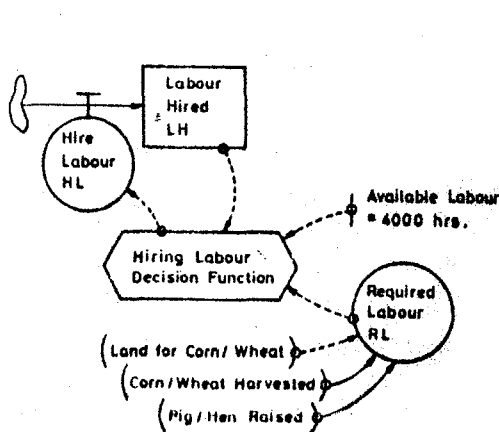 Labour
Hired
LH
Hire
Labour
HL
Available Labour
= 4000 hrs.
Hiring Labour
Decision Function
Required
Labour
RL
(Land for Corn/Wheat)
(Corn/Wheat Harvested)
(Pig/Hen Raised)